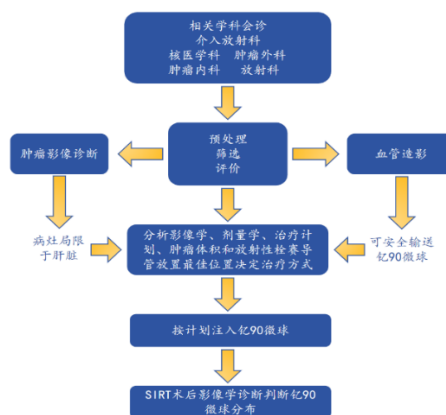 相关学科会诊
介入放射科
核医学科 肿瘤外科
肿瘤内科 放射科
肿瘤影像诊断
预处理
筛选
评价
血管造影
病灶局限
于肝脏
分析影像学、剂量学、治疗计
划、肿瘤体积和放射性栓赛导
管放置最佳位置决定治疗方式
可安全输送
钇90微球
按计划注入钇90微球
SIRT术后影像学诊断判断钇90
微球分布